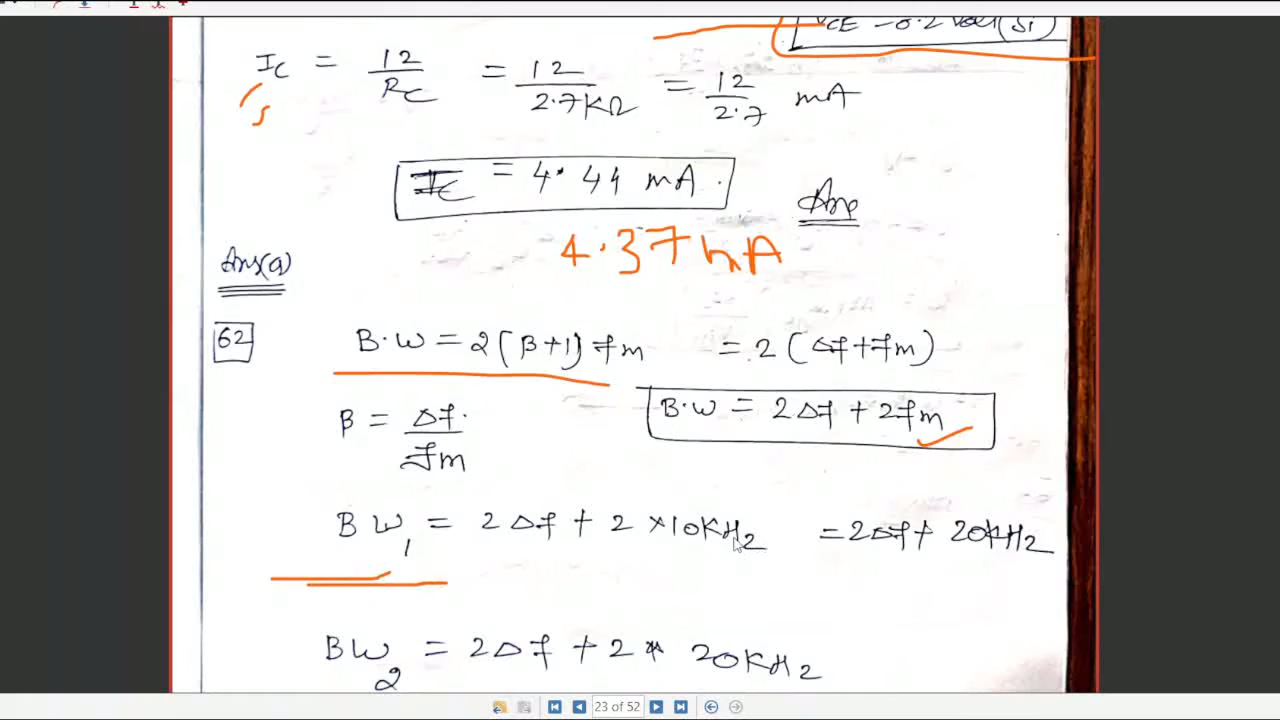 VCE = 0.2 Volt (Si)
IC = 12/RC = 12/2.7KΩ = 12/2.7 mA
IC = 4.44 mA. Ans
4.37 mA
Ans(a)
62 B.W = 2(β+1)fm = 2(Δf+fm)
β = Δf/fm B.W = 2Δf + 2fm
BW1 = 2Δf + 2×10KHz = 2Δf + 20KHz
BW2 = 2Δf + 2* 20KHz
23 of 52